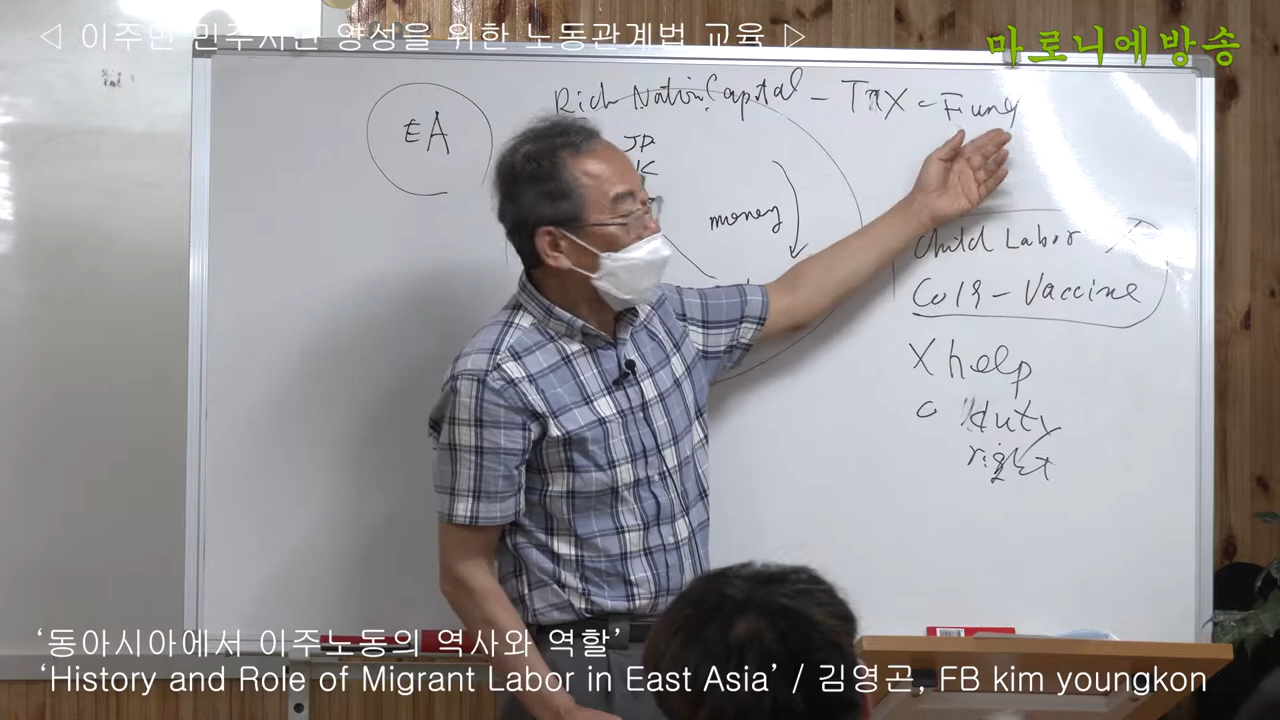 ◁ 이주민 민주시민 양성을 위한 노동관계법 교육 ▷
마로니에방송
EA
Rich Nation Capital - TAX - Fund
JP
K
money
Child Labor X
Co19 - Vaccine
X help
O duty
right
‘동아시아에서 이주노동의 역사와 역할’
‘History and Role of Migrant Labor in East Asia’ / 김영곤, FB kim youngkon